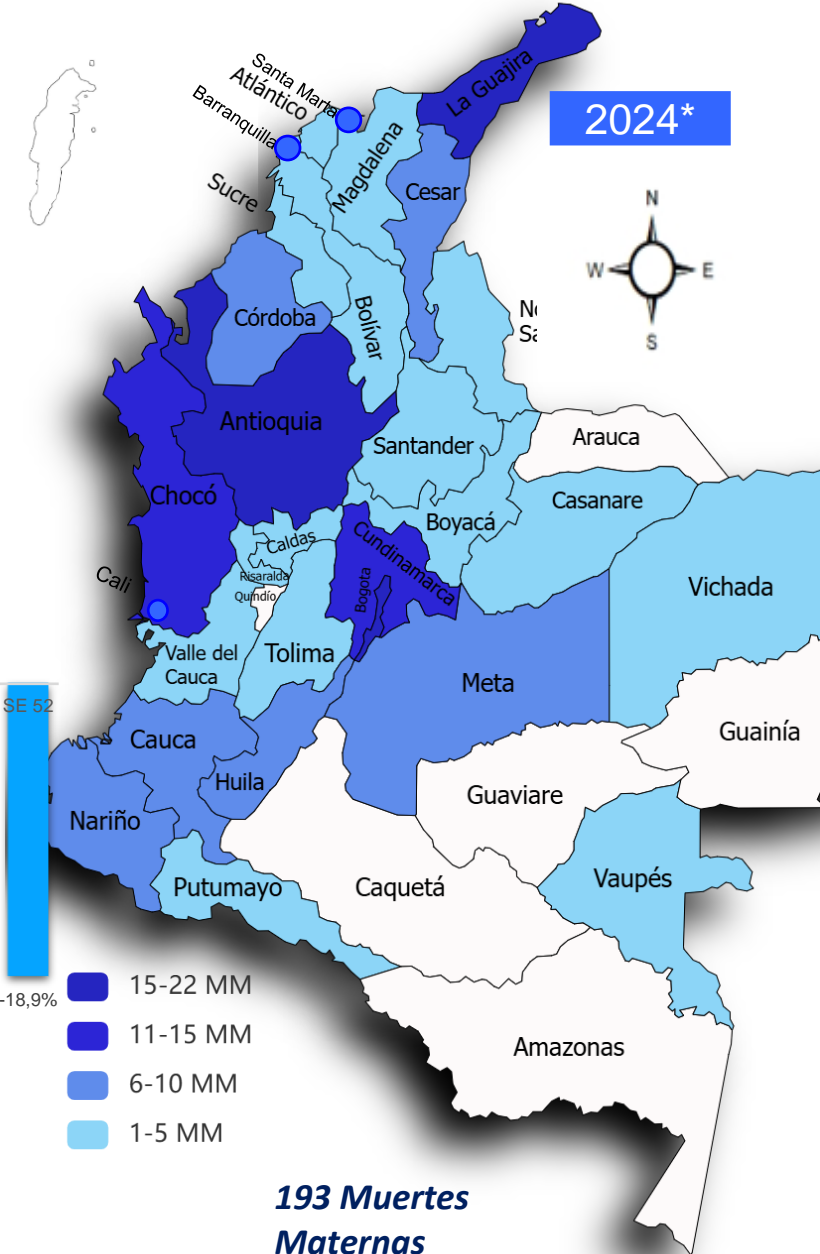 Santa Marta
Atlántico
Barranquilla
La Guajira
2024*
Magdalena
Cesar
Sucre
N
W
E
S
Córdoba
Bolívar
Antioquia
Santander
Arauca
Chocó
Casanare
Boyacá
Caldas
Cundinamarca
Cali
Risaralda
Bogota
Quindío
Vichada
Valle del
Cauca
Tolima
Meta
SE 52
Cauca
Guainía
Huila
Guaviare
Nariño
Vaupés
Putumayo
Caquetá
15-22 MM
-18,9%
11-15 MM
Amazonas
6-10 MM
1-5 MM
193 Muertes
Maternas